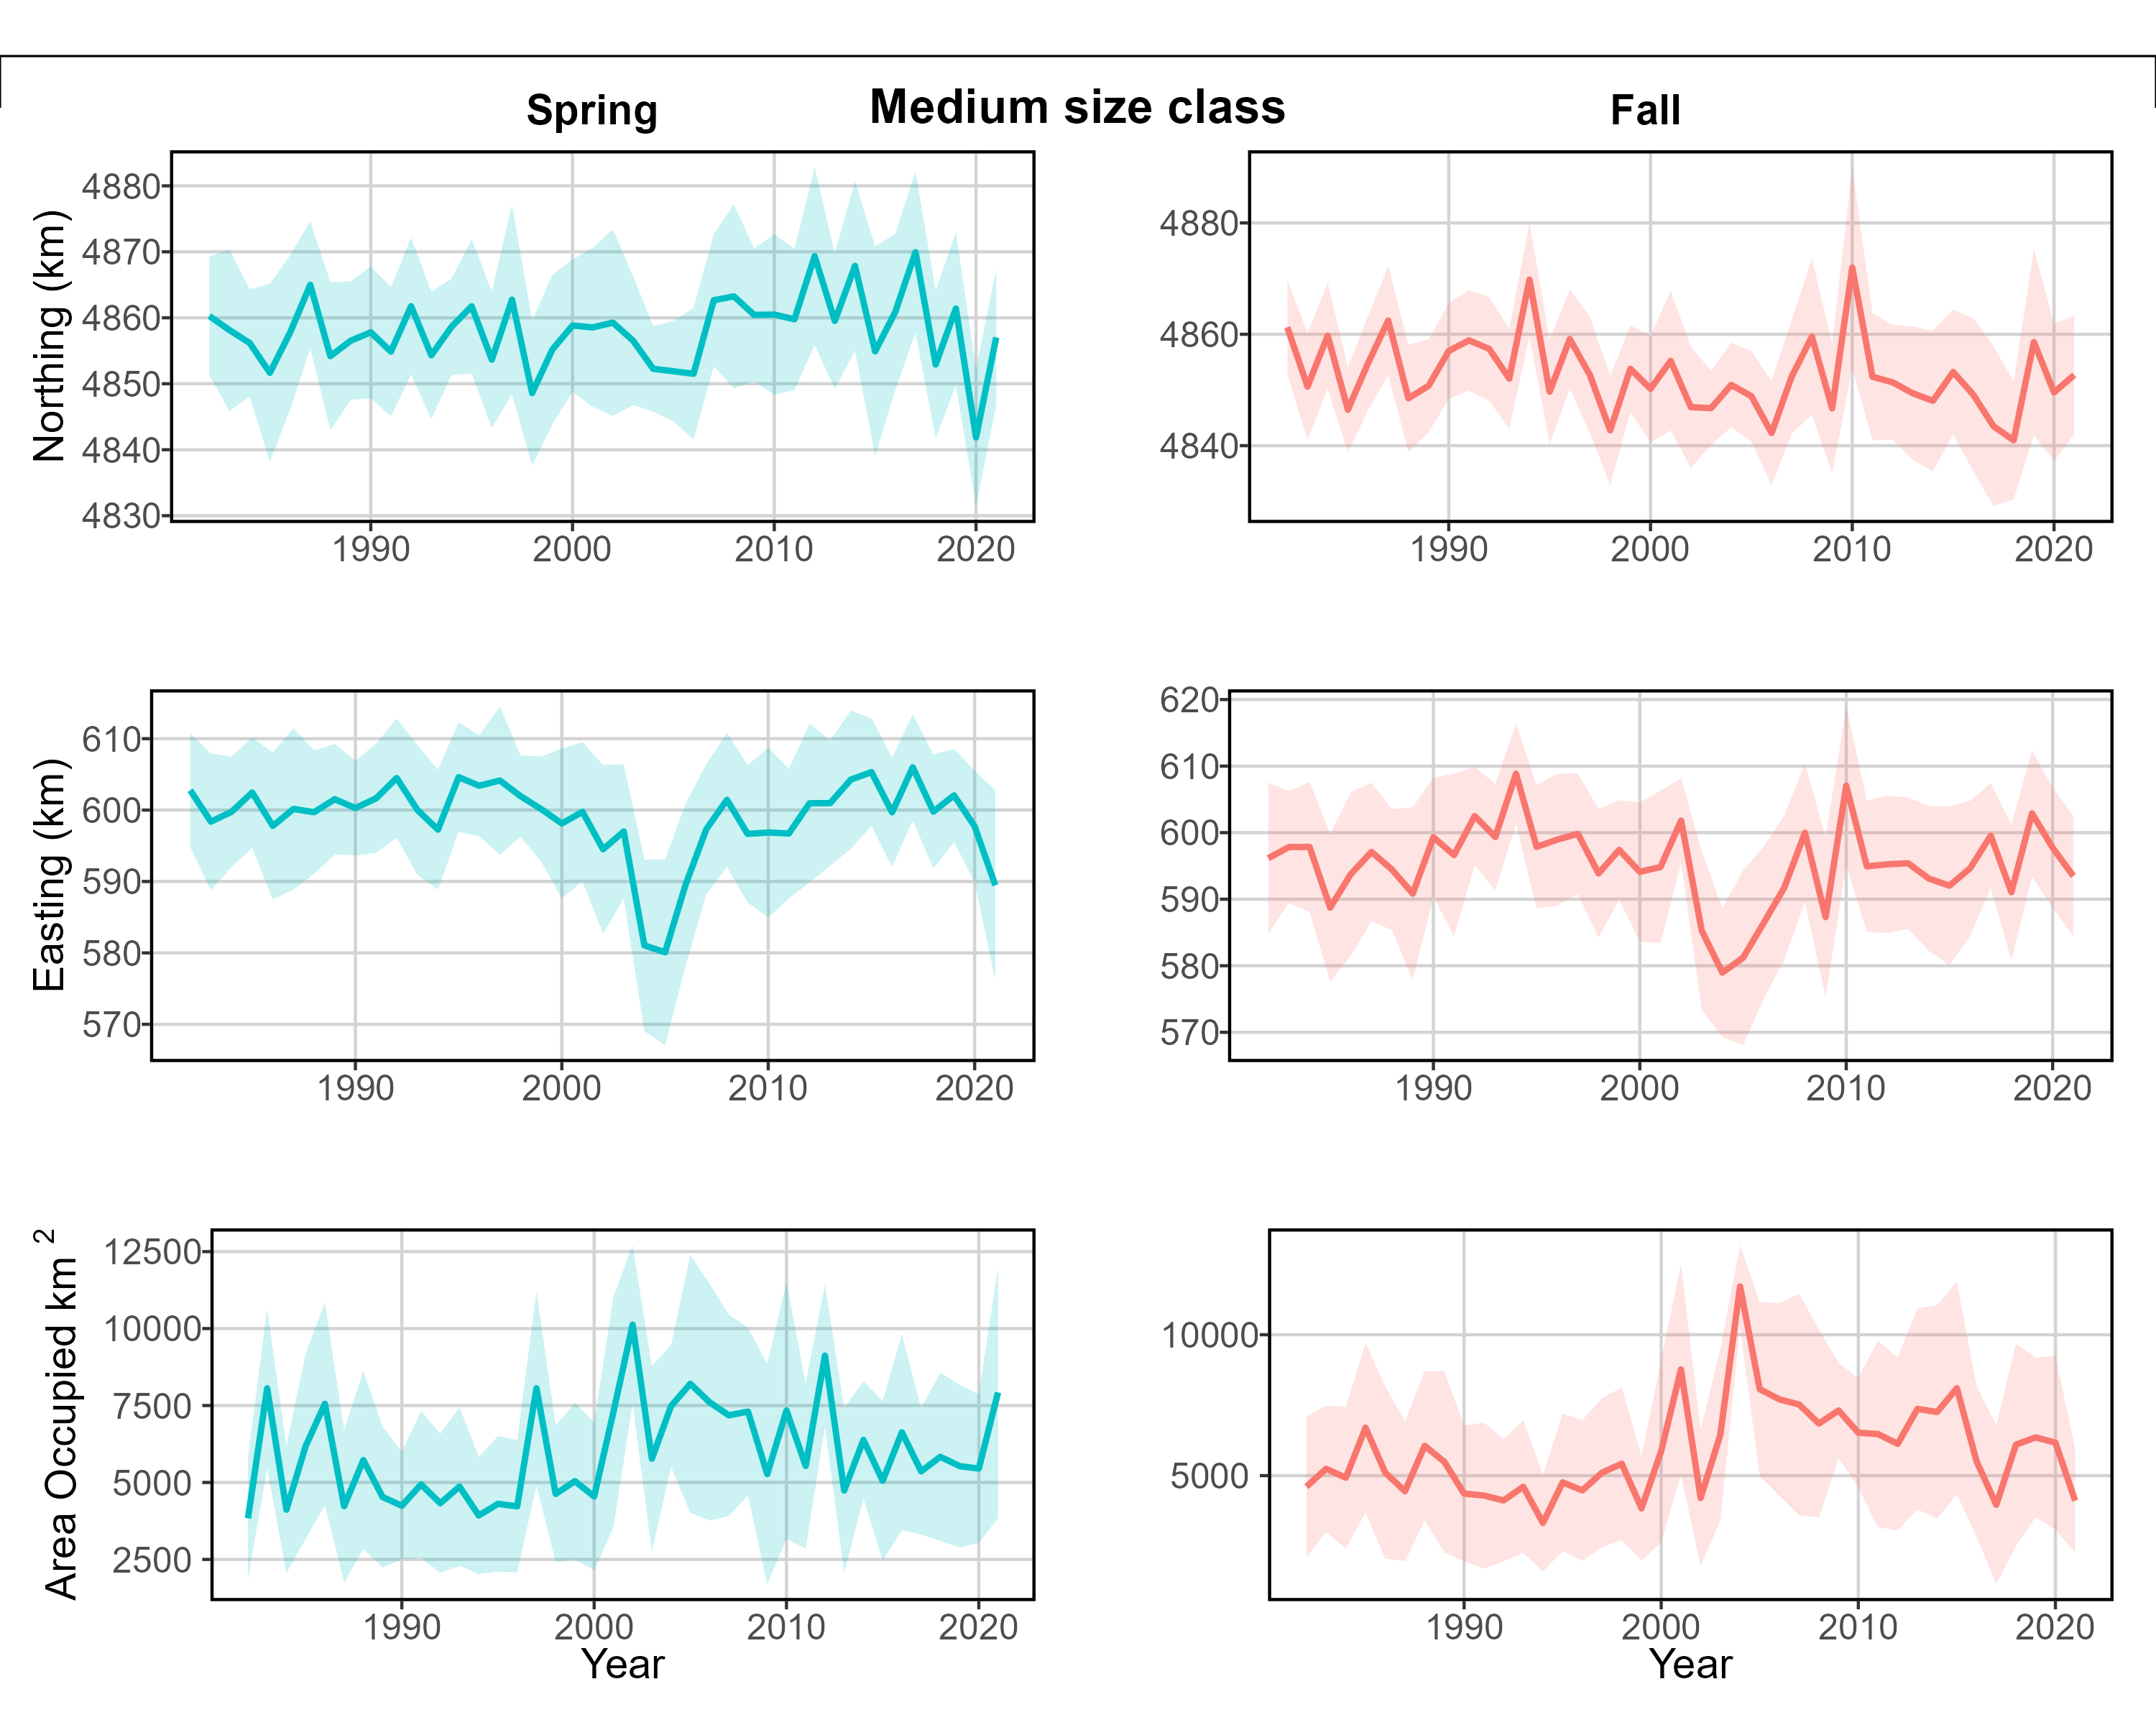 Medium size class
Spring
Fall
Northing (km)
4880
4870
4860
4850
4840
4830
1990 2000 2010 2020
4880
4860
4840
1990 2000 2010 2020
Easting (km)
610
600
590
580
570
1990 2000 2010 2020
620
610
600
590
580
570
1990 2000 2010 2020
Area Occupied km 2
12500
10000
7500
5000
2500
1990 2000 2010 2020
Year
10000
5000
1990 2000 2010 2020
Year